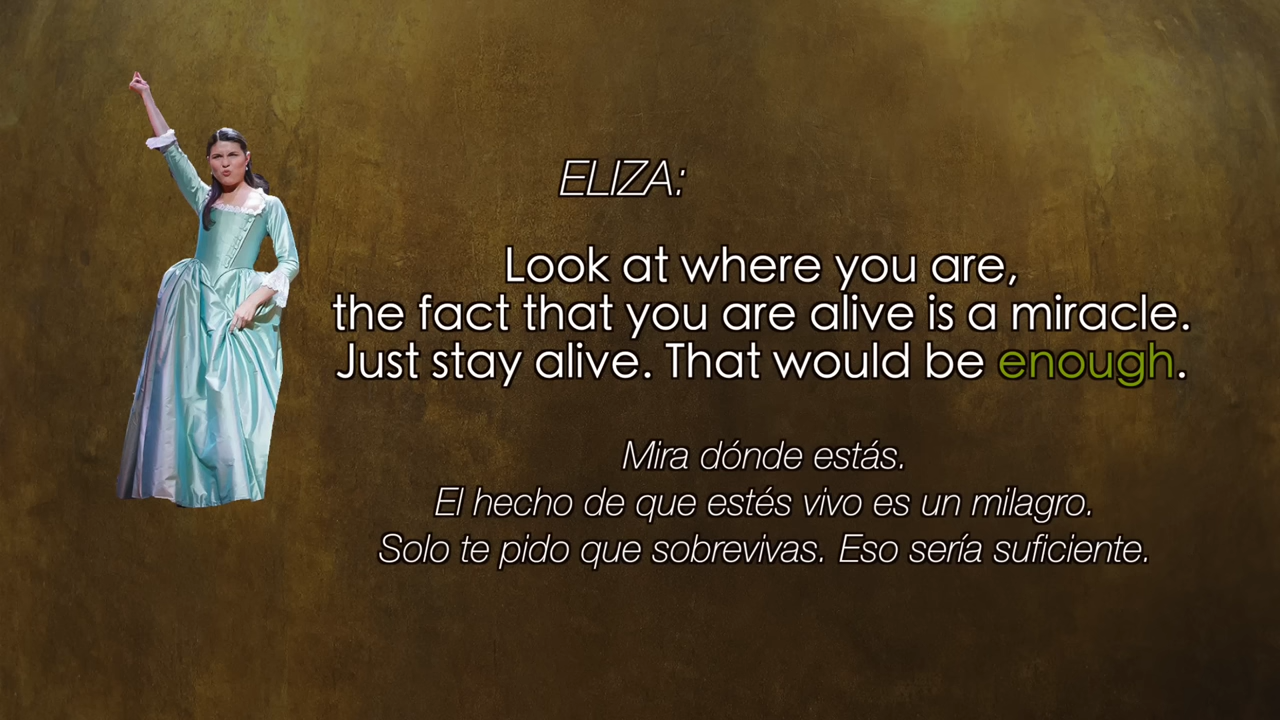 ELIZA:
Look at where you are,
the fact that you are alive is a miracle.
Just stay alive. That would be enough.
Mira dónde estás.
El hecho de que estés vivo es un milagro.
Solo te pido que sobrevivas. Eso sería suficiente.